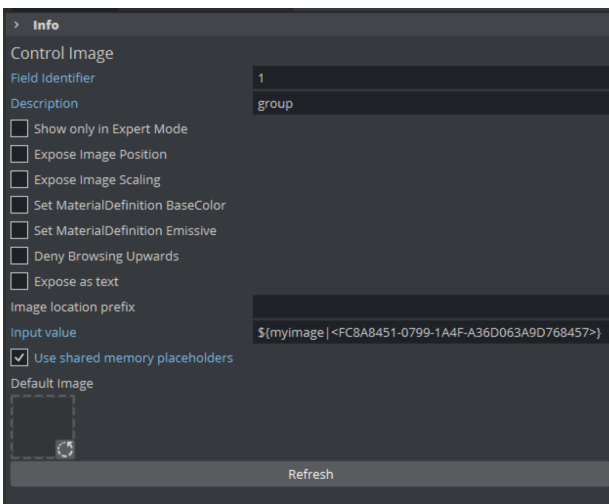 Info
Control Image
Field Identifier 1
Description group
Show only in Expert Mode
Expose Image Position
Expose Image Scaling
Set MaterialDefinition BaseColor
Set MaterialDefinition Emissive
Deny Browsing Upwards
Expose as text
Image location prefix
Input value ${myimage|<FC8A8451-0799-1A4F-A36D063A9D768457>}
Use shared memory placeholders
Default Image
Refresh